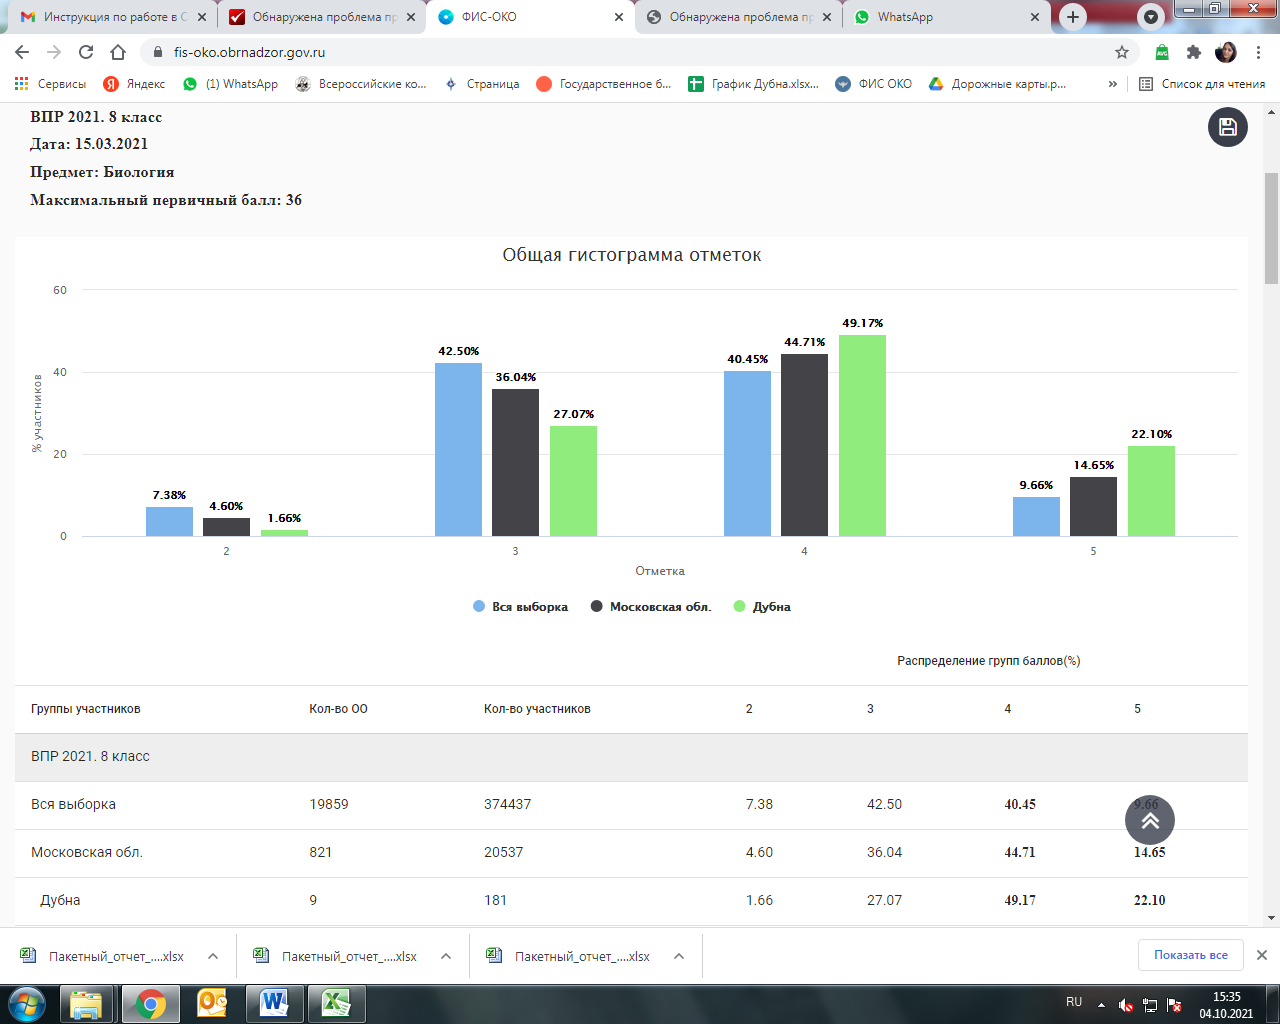 Инструкция по работе в С
Обнаружена проблема пр
ФИС-ОКО
Обнаружена проблема пр
WhatsApp
fis-oko.obrnadzor.gov.ru
Сервисы
Яндекс
(1) WhatsApp
Всероссийские ко...
Страница
Государственное б...
График Дубна.xlsx...
ФИС ОКО
Дорожные карты.р...
»
Список для чтения
ВПР 2021. 8 класс
Дата: 15.03.2021
Предмет: Биология
Максимальный первичный балл: 36
Общая гистограмма отметок
% участников
60
40
20
0
7.38%
4.60%
1.66%
42.50%
36.04%
27.07%
40.45%
44.71%
49.17%
9.66%
14.65%
22.10%
2 3 4 5
Отметка
Вся выборка Московская обл. Дубна
Распределение групп баллов(%)
Группы участников Кол-во ОО Кол-во участников 2 3 4 5
ВПР 2021. 8 класс
Вся выборка 19859 374437 7.38 42.50 40.45 9.66
Московская обл. 821 20537 4.60 36.04 44.71 14.65
Дубна 9 181 1.66 27.07 49.17 22.10
Пакетный_отчет_....xlsx
Пакетный_отчет_....xlsx
Пакетный_отчет_....xlsx
Показать все
RU
15:35
04.10.2021